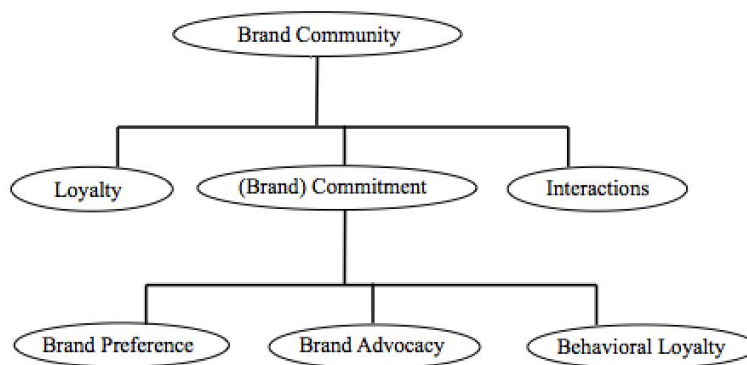 Brand Community
Loyalty
(Brand) Commitment
Interactions
Brand Preference
Brand Advocacy
Behavioral Loyalty